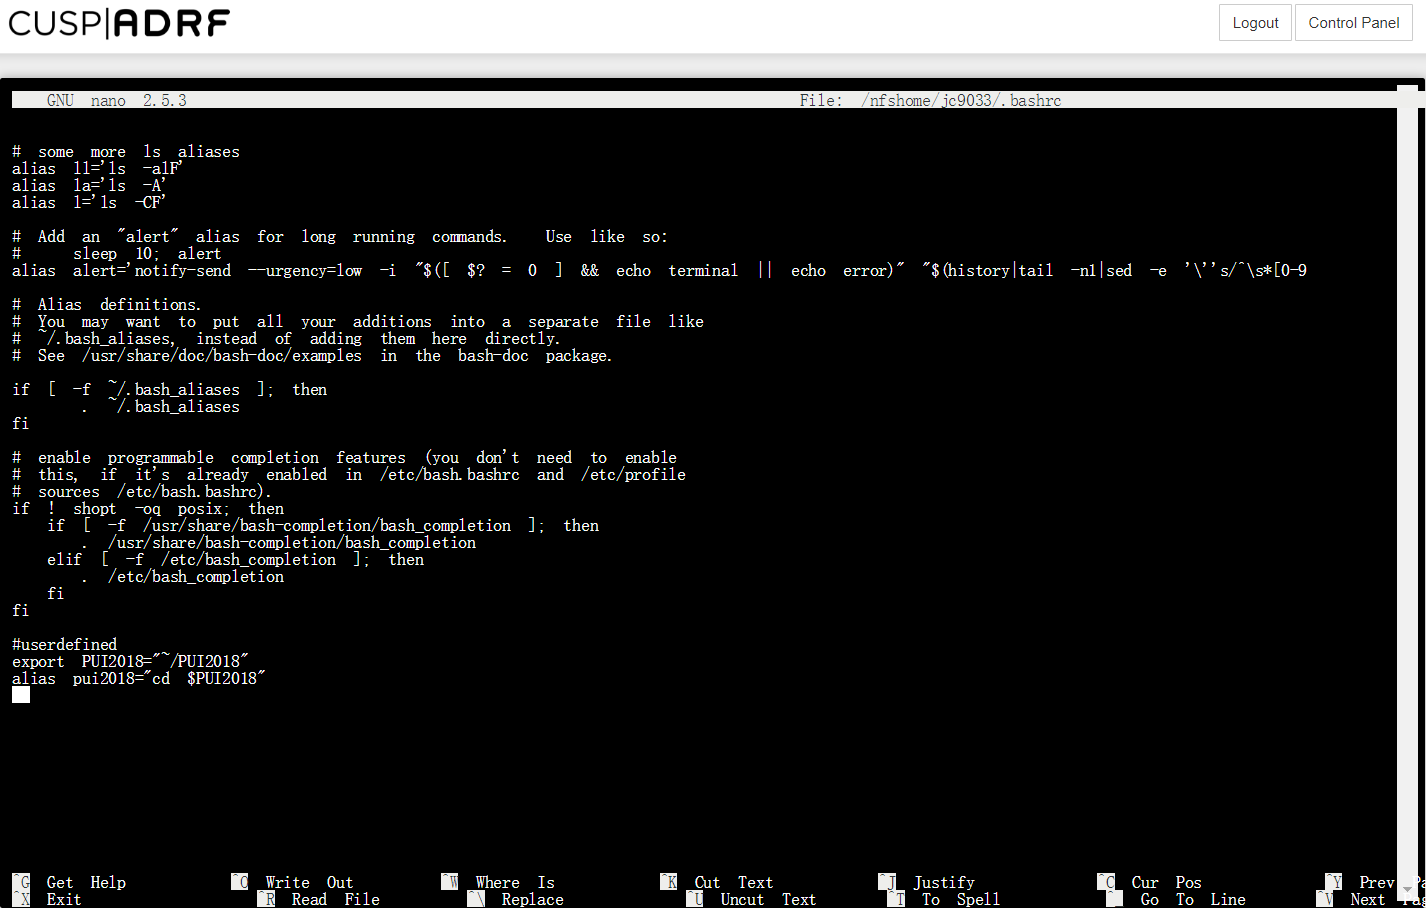 CUSP|ADRF
Logout Control Panel
GNU nano 2.5.3 File: /nfshome/jc9033/.bashrc
# some more ls aliases
alias ll='ls -alF'
alias la='ls -A'
alias l='ls -CF'
# Add an "alert" alias for long running commands. Use like so:
# sleep 10; alert
alias alert='notify-send --urgency=low -i "$([ $? = 0 ] && echo terminal || echo error)" "$(history|tail -n1|sed -e '\''s/^\s*[0-9
# Alias definitions.
# You may want to put all your additions into a separate file like
# ~/.bash_aliases, instead of adding them here directly.
# See /usr/share/doc/bash-doc/examples in the bash-doc package.
if [ -f ~/.bash_aliases ]; then
. ~/.bash_aliases
fi
# enable programmable completion features (you don't need to enable
# this, if it's already enabled in /etc/bash.bashrc and /etc/profile
# sources /etc/bash.bashrc).
if ! shopt -oq posix; then
if [ -f /usr/share/bash-completion/bash_completion ]; then
. /usr/share/bash-completion/bash_completion
elif [ -f /etc/bash_completion ]; then
. /etc/bash_completion
fi
fi
#userdefined
export PUI2018="~/PUI2018"
alias pui2018="cd $PUI2018"
^G Get Help ^O Write Out ^W Where Is ^K Cut Text ^J Justify ^C Cur Pos ^Y Prev
^X Exit ^R Read File ^\ Replace ^U Uncut Text ^T To Spell ^_ Go To Line ^V Next